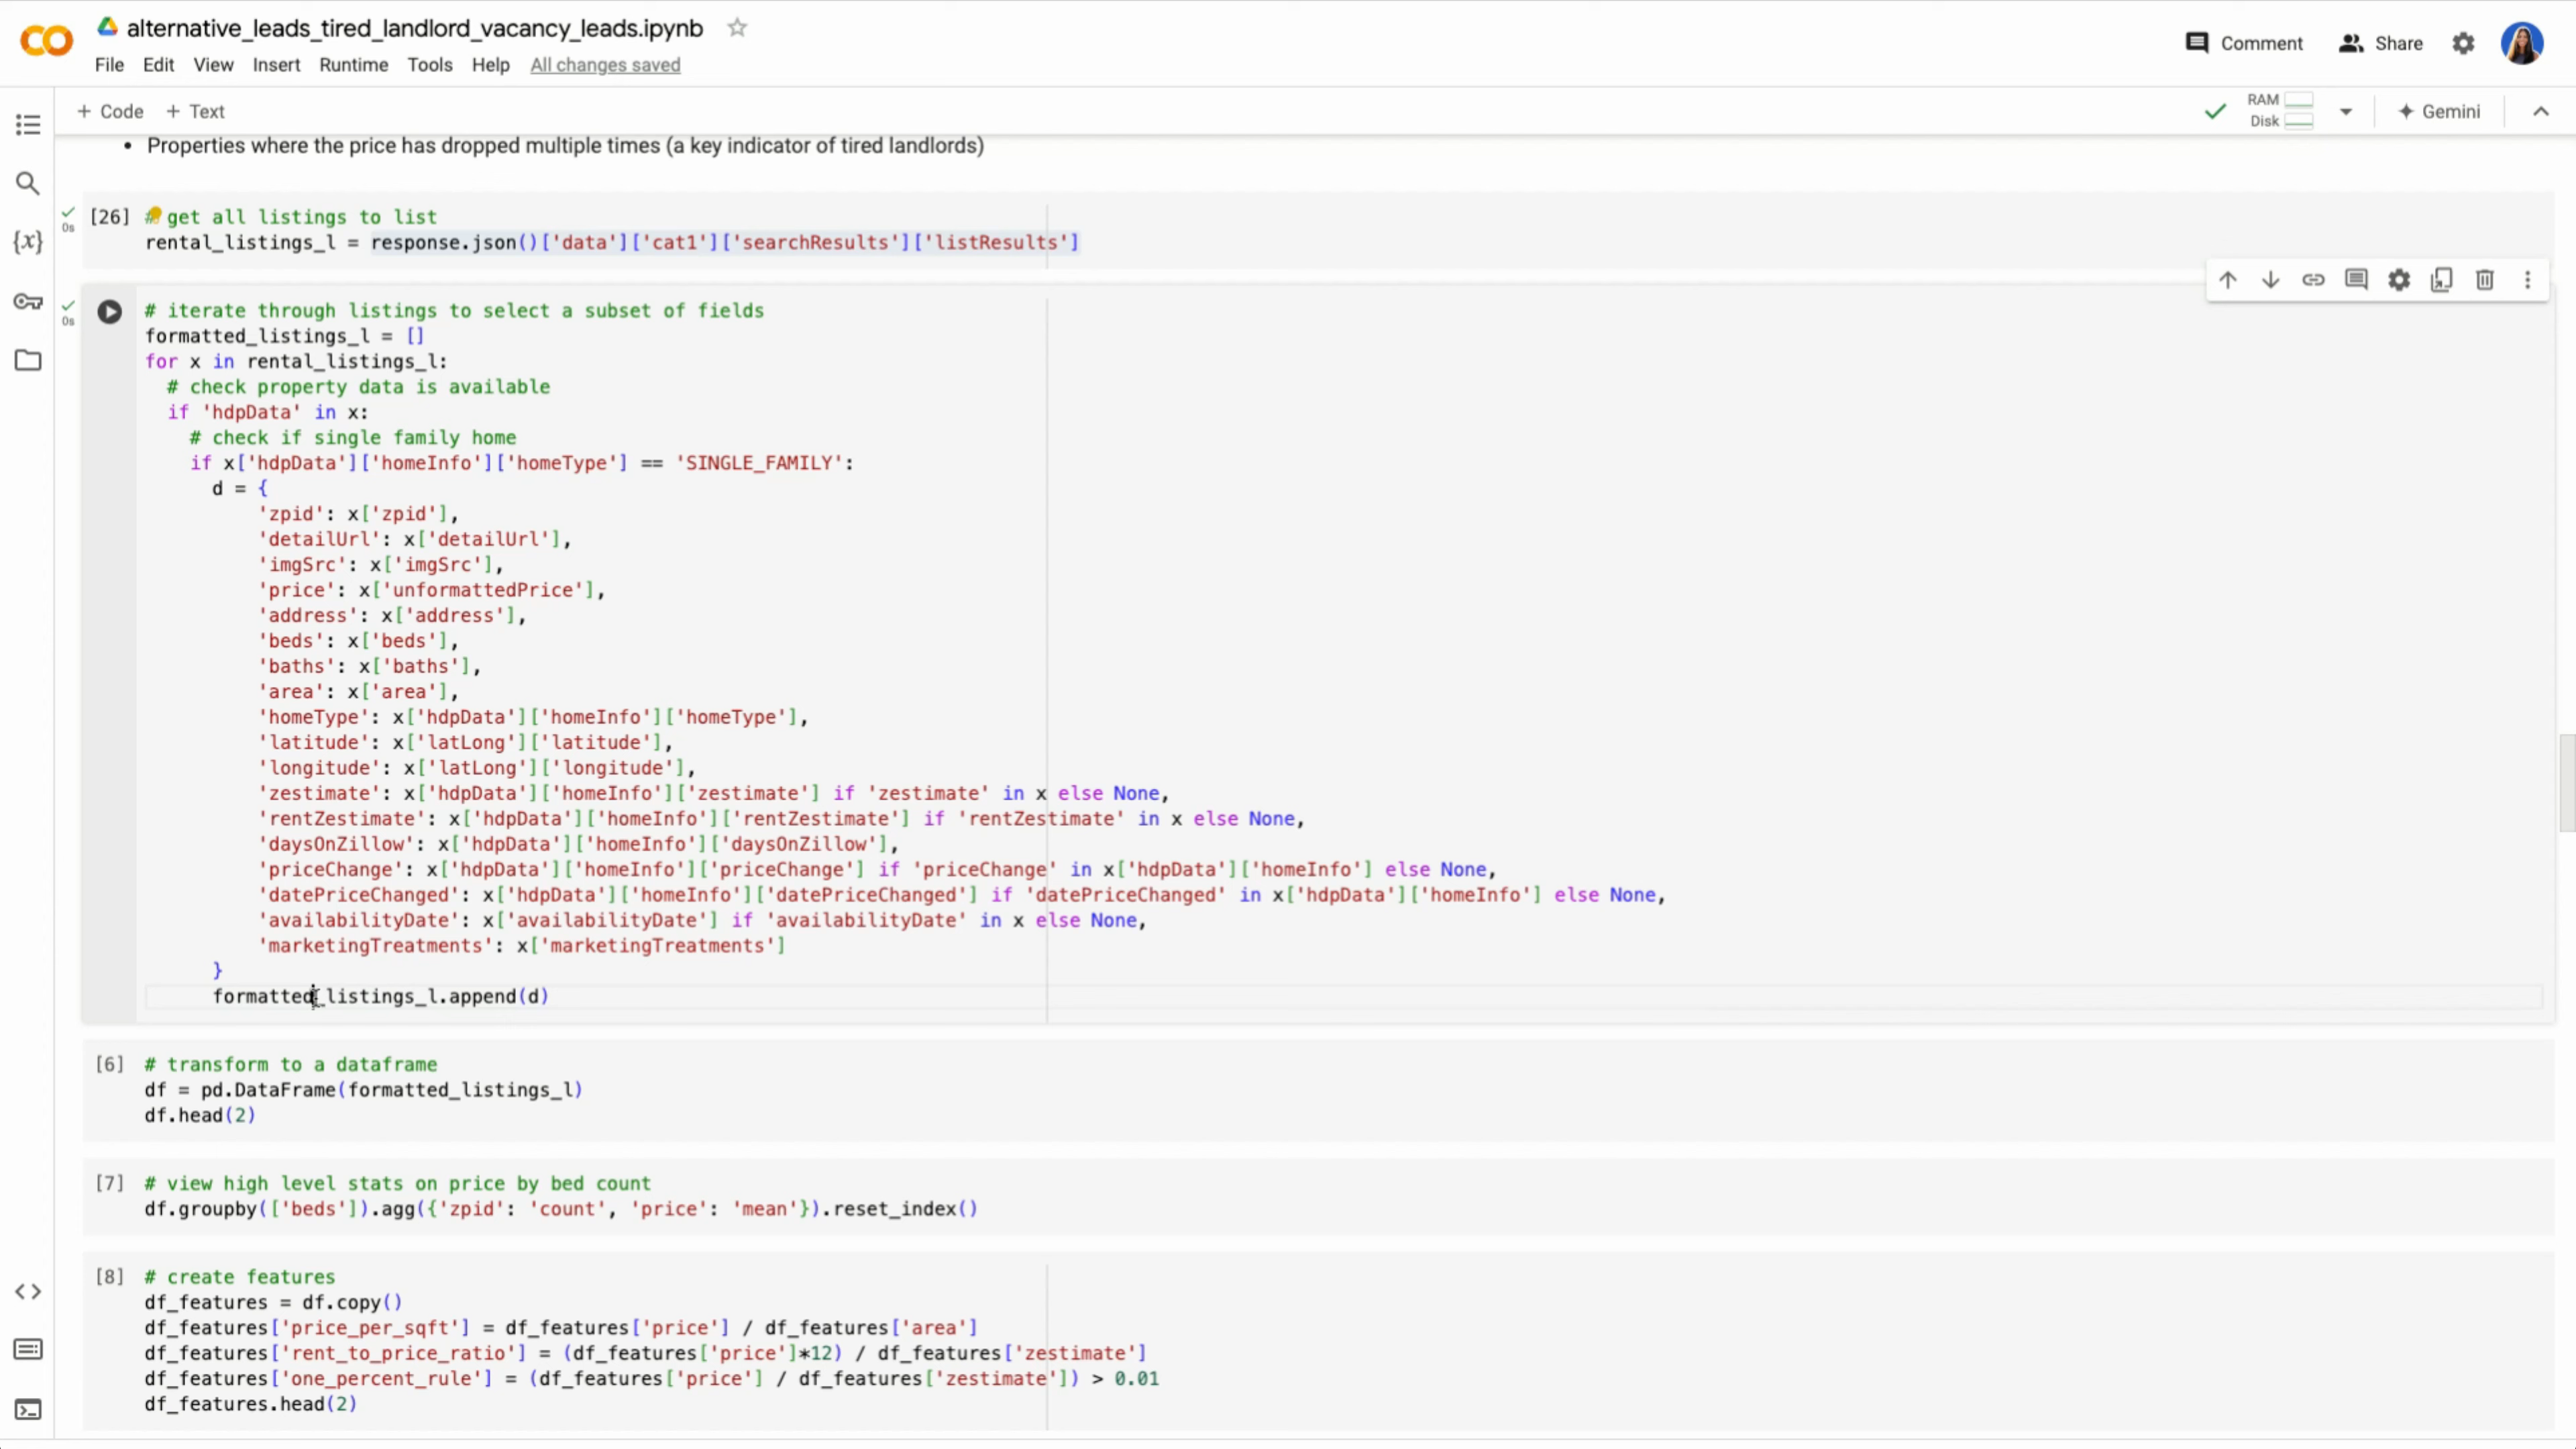 alternative_leads_tired_landlord_vacancy_leads.ipynb
File Edit View Insert Runtime Tools Help All changes saved
Comment Share
+ Code + Text
RAM
Disk
Gemini
• Properties where the price has dropped multiple times (a key indicator of tired landlords)
0s
[26] # get all listings to list
rental_listings_l = response.json()['data']['cat1']['searchResults']['listResults']
0s
# iterate through listings to select a subset of fields
formatted_listings_l = []
for x in rental_listings_l:
  # check property data is available
  if 'hdpData' in x:
    # check if single family home
    if x['hdpData']['homeInfo']['homeType'] == 'SINGLE_FAMILY':
      d = {
          'zpid': x['zpid'],
          'detailUrl': x['detailUrl'],
          'imgSrc': x['imgSrc'],
          'price': x['unformattedPrice'],
          'address': x['address'],
          'beds': x['beds'],
          'baths': x['baths'],
          'area': x['area'],
          'homeType': x['hdpData']['homeInfo']['homeType'],
          'latitude': x['latLong']['latitude'],
          'longitude': x['latLong']['longitude'],
          'zestimate': x['hdpData']['homeInfo']['zestimate'] if 'zestimate' in x else None,
          'rentZestimate': x['hdpData']['homeInfo']['rentZestimate'] if 'rentZestimate' in x else None,
          'daysOnZillow': x['hdpData']['homeInfo']['daysOnZillow'],
          'priceChange': x['hdpData']['homeInfo']['priceChange'] if 'priceChange' in x['hdpData']['homeInfo'] else None,
          'datePriceChanged': x['hdpData']['homeInfo']['datePriceChanged'] if 'datePriceChanged' in x['hdpData']['homeInfo'] else None,
          'availabilityDate': x['availabilityDate'] if 'availabilityDate' in x else None,
          'marketingTreatments': x['marketingTreatments']
      }
      formatted_listings_l.append(d)
[6] # transform to a dataframe
df = pd.DataFrame(formatted_listings_l)
df.head(2)
[7] # view high level stats on price by bed count
df.groupby(['beds']).agg({'zpid': 'count', 'price': 'mean'}).reset_index()
[8] # create features
df_features = df.copy()
df_features['price_per_sqft'] = df_features['price'] / df_features['area']
df_features['rent_to_price_ratio'] = (df_features['price']*12) / df_features['zestimate']
df_features['one_percent_rule'] = (df_features['price'] / df_features['zestimate']) > 0.01
df_features.head(2)